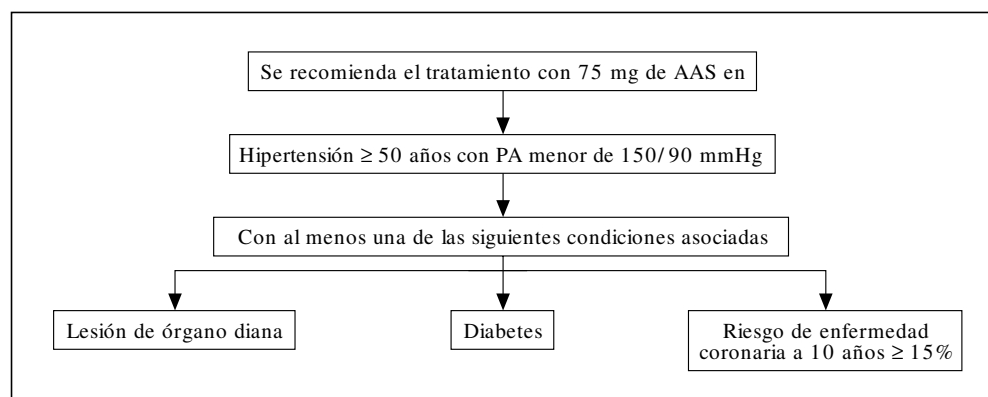 Se recomienda el tratamiento con 75 mg de AAS en
Hipertensión ≥ 50 años con PA menor de 150/90 mmHg
Con al menos una de las siguientes condiciones asociadas
Lesión de órgano diana
Diabetes
Riesgo de enfermedad
coronaria a 10 años ≥ 15%